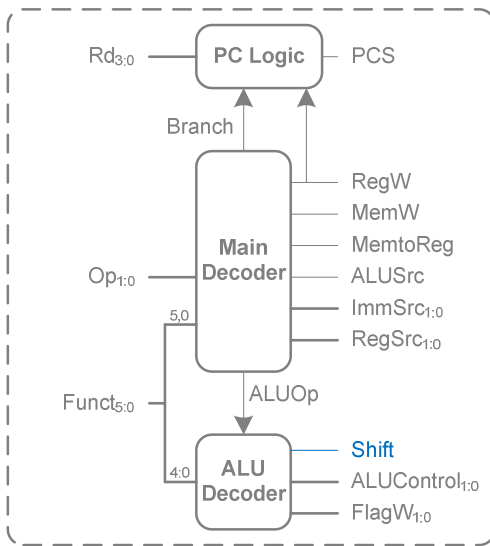 Rd3:0
PC Logic
PCS
Branch
RegW
MemW
Main
Decoder
MemtoReg
Op1:0
ALUSrc
5,0
ImmSrc1:0
RegSrc1:0
Funct5:0
ALUOp
4:0
ALU
Decoder
Shift
ALUControl1:0
FlagW1:0